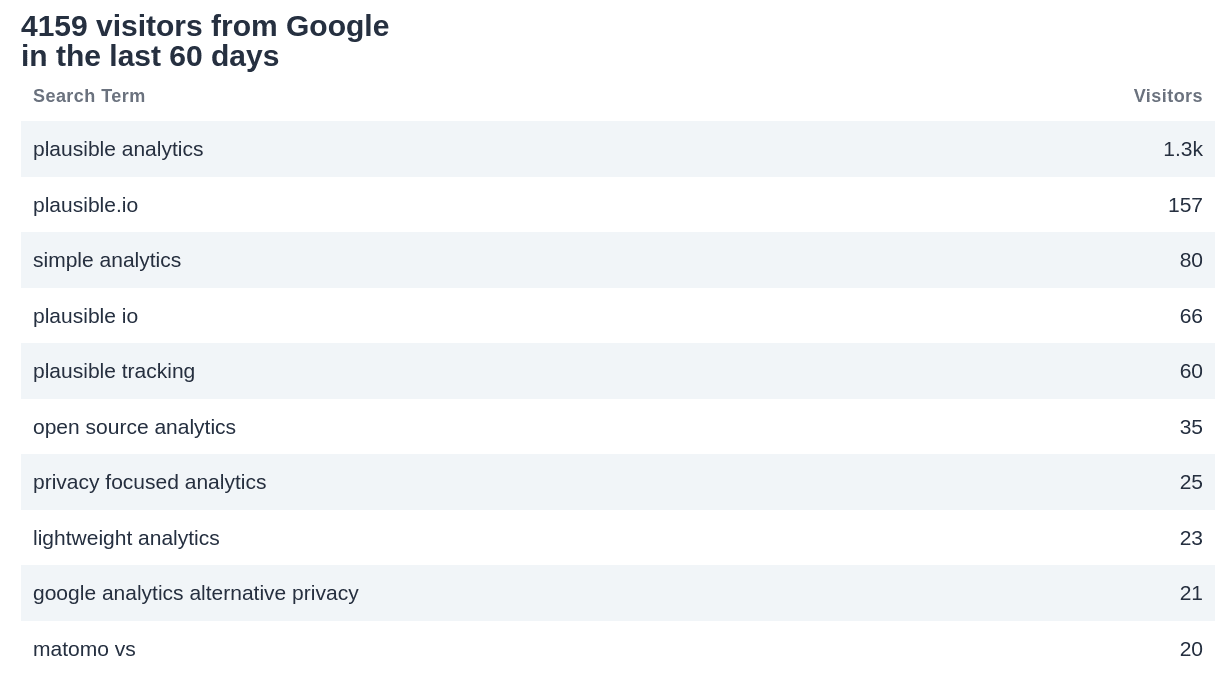 4159 visitors from Google
in the last 60 days
Search Term Visitors
plausible analytics 1.3k
plausible.io 157
simple analytics 80
plausible io 66
plausible tracking 60
open source analytics 35
privacy focused analytics 25
lightweight analytics 23
google analytics alternative privacy 21
matomo vs 20